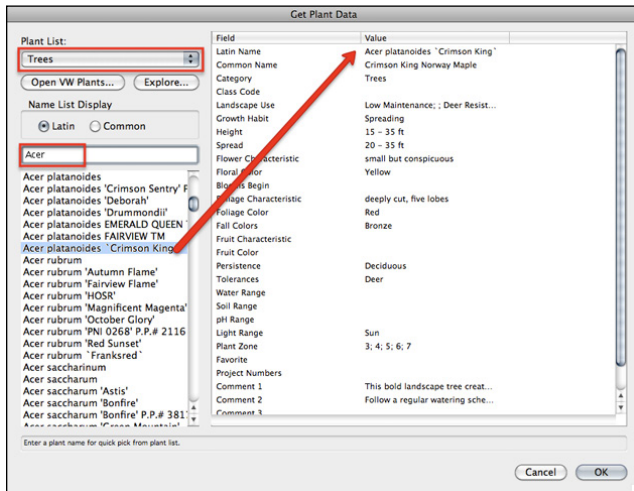 Get Plant Data
Plant List:
Trees
Open VW Plants... Explore...
Name List Display
Latin Common
Acer
Acer platanoides
Acer platanoides 'Crimson Sentry'
Acer platanoides 'Deborah'
Acer platanoides 'Drummondii'
Acer platanoides EMERALD QUEEN
Acer platanoides FAIRVIEW TM
Acer platanoides `Crimson King
Acer rubrum
Acer rubrum 'Autumn Flame'
Acer rubrum 'Fairview Flame'
Acer rubrum 'HOSR'
Acer rubrum 'Magnificent Magenta'
Acer rubrum 'October Glory'
Acer rubrum 'PNI 0268' P.P.# 2116
Acer rubrum 'Red Sunset'
Acer rubrum `Franksred`
Acer saccharinum
Acer saccharum
Acer saccharum 'Astis'
Acer saccharum 'Bonfire'
Acer saccharum 'Bonfire' P.P.# 381
Acer saccharum 'Green Mountain'
Field Value
Latin Name Acer platanoides `Crimson King`
Common Name Crimson King Norway Maple
Category Trees
Class Code
Landscape Use Low Maintenance; ; Deer Resist...
Growth Habit Spreading
Height 15 - 35 ft
Spread 20 - 35 ft
Flower Characteristic small but conspicuous
Floral Color Yellow
Blooms Begin
Foliage Characteristic deeply cut, five lobes
Foliage Color Red
Fall Colors Bronze
Fruit Characteristic
Fruit Color
Persistence Deciduous
Tolerances Deer
Water Range
Soil Range
pH Range
Light Range Sun
Plant Zone 3; 4; 5; 6; 7
Favorite
Project Numbers
Comment 1 This bold landscape tree creat...
Comment 2 Follow a regular watering sche...
Comment 3
Enter a plant name for quick pick from plant list.
Cancel OK